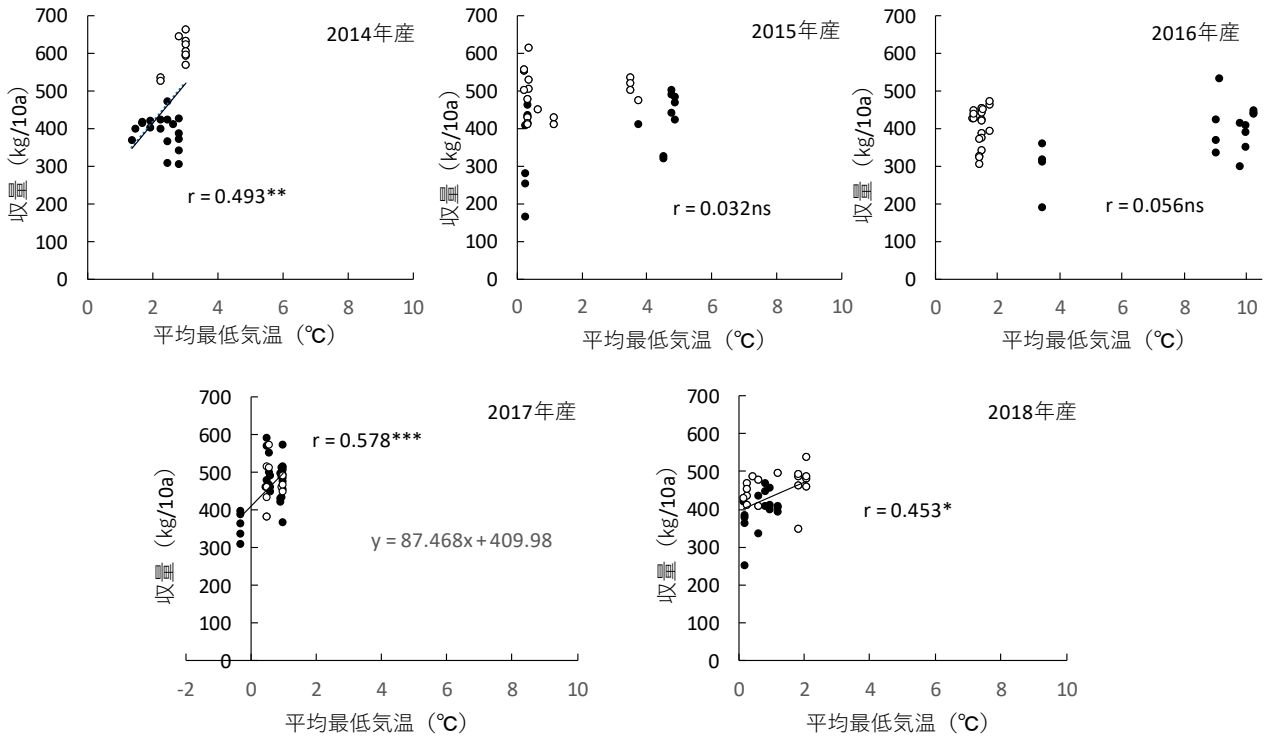 2014年産
700
600
500
400
300
200
100
0
収量（kg/10a）
r = 0.493**
0 2 4 6 8 10
平均最低気温（℃）
2015年産
700
600
500
400
300
200
100
0
収量（kg/10a）
r = 0.032ns
0 2 4 6 8 10
平均最低気温（℃）
2016年産
700
600
500
400
300
200
100
0
収量（kg/10a）
r = 0.056ns
0 2 4 6 8 10
平均最低気温（℃）
2017年産
700
600
500
400
300
200
100
0
収量（kg/10a）
r = 0.578***
y = 87.468x + 409.98
-2 0 2 4 6 8 10
平均最低気温（℃）
2018年産
700
600
500
400
300
200
100
0
収量（kg/10a）
r = 0.453*
0 2 4 6 8 10
平均最低気温（℃）